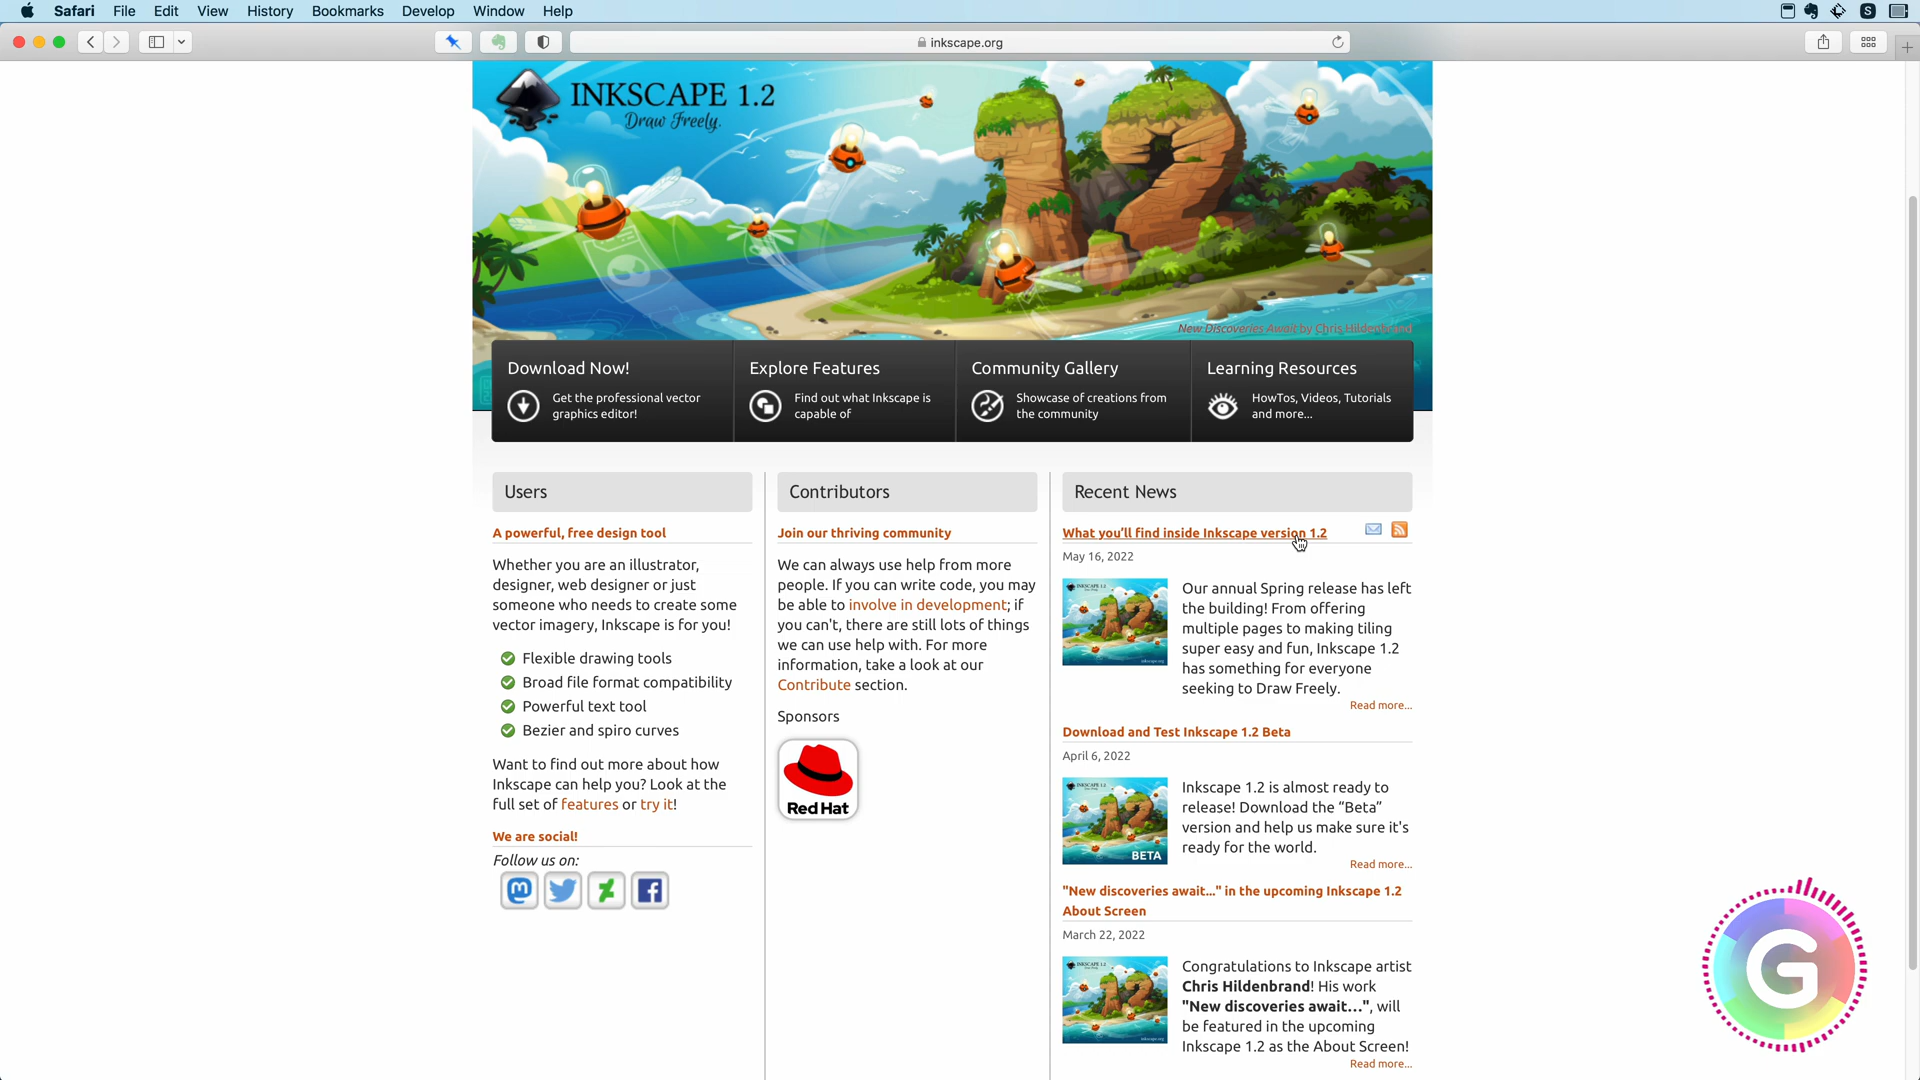 Safari File Edit View History Bookmarks Develop Window Help
inkscape.org
INKSCAPE 1.2
Draw Freely.
New Discoveries Await by Chris Hildenbrand
Download Now!
Get the professional vector
graphics editor!
Explore Features
Find out what Inkscape is
capable of
Community Gallery
Showcase of creations from
the community
Learning Resources
HowTos, Videos, Tutorials
and more...
Users
A powerful, free design tool
Whether you are an illustrator,
designer, web designer or just
someone who needs to create some
vector imagery, Inkscape is for you!
Flexible drawing tools
Broad file format compatibility
Powerful text tool
Bezier and spiro curves
Want to find out more about how
Inkscape can help you? Look at the
full set of features or try it!
We are social!
Follow us on:
Contributors
Join our thriving community
We can always use help from more
people. If you can write code, you may
be able to involve in development; if
you can't, there are still lots of things
we can use help with. For more
information, take a look at our
Contribute section.
Sponsors
Red Hat
Recent News
What you'll find inside Inkscape version 1.2
May 16, 2022
INKSCAPE 1.2
inkscape.org
Our annual Spring release has left
the building! From offering
multiple pages to making tiling
super easy and fun, Inkscape 1.2
has something for everyone
seeking to Draw Freely.
Read more...
Download and Test Inkscape 1.2 Beta
April 6, 2022
INKSCAPE 1.2
BETA
Inkscape 1.2 is almost ready to
release! Download the “Beta”
version and help us make sure it's
ready for the world.
Read more...
"New discoveries await..." in the upcoming Inkscape 1.2
About Screen
March 22, 2022
INKSCAPE 1.2
inkscape.org
Congratulations to Inkscape artist
Chris Hildenbrand! His work
"New discoveries await...", will
be featured in the upcoming
Inkscape 1.2 as the About Screen!
Read more...
G